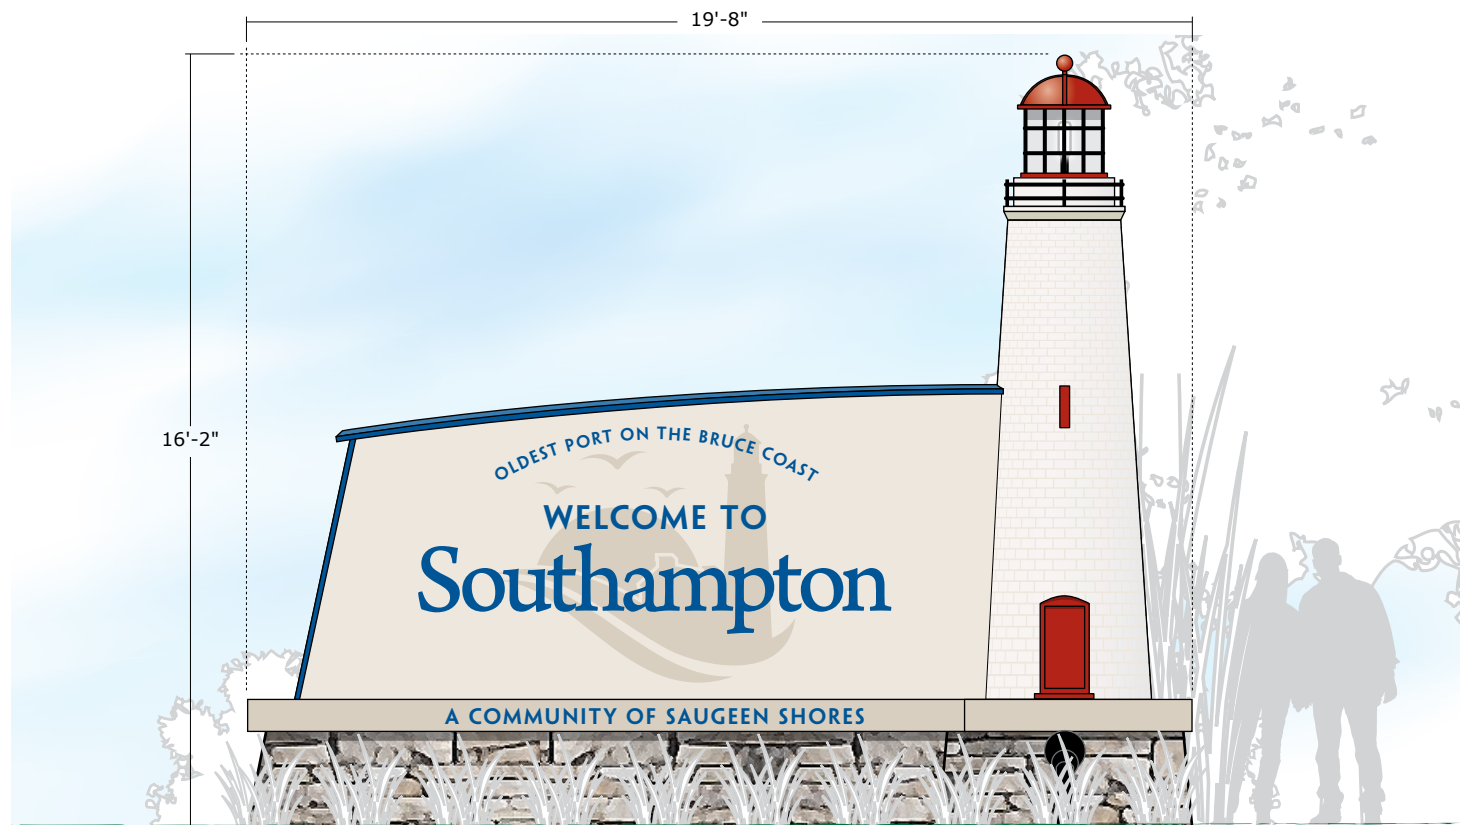 19'-8"
16'-2"
OLDEST PORT ON THE BRUCE COAST
WELCOME TO
Southampton
A COMMUNITY OF SAUGEEN SHORES